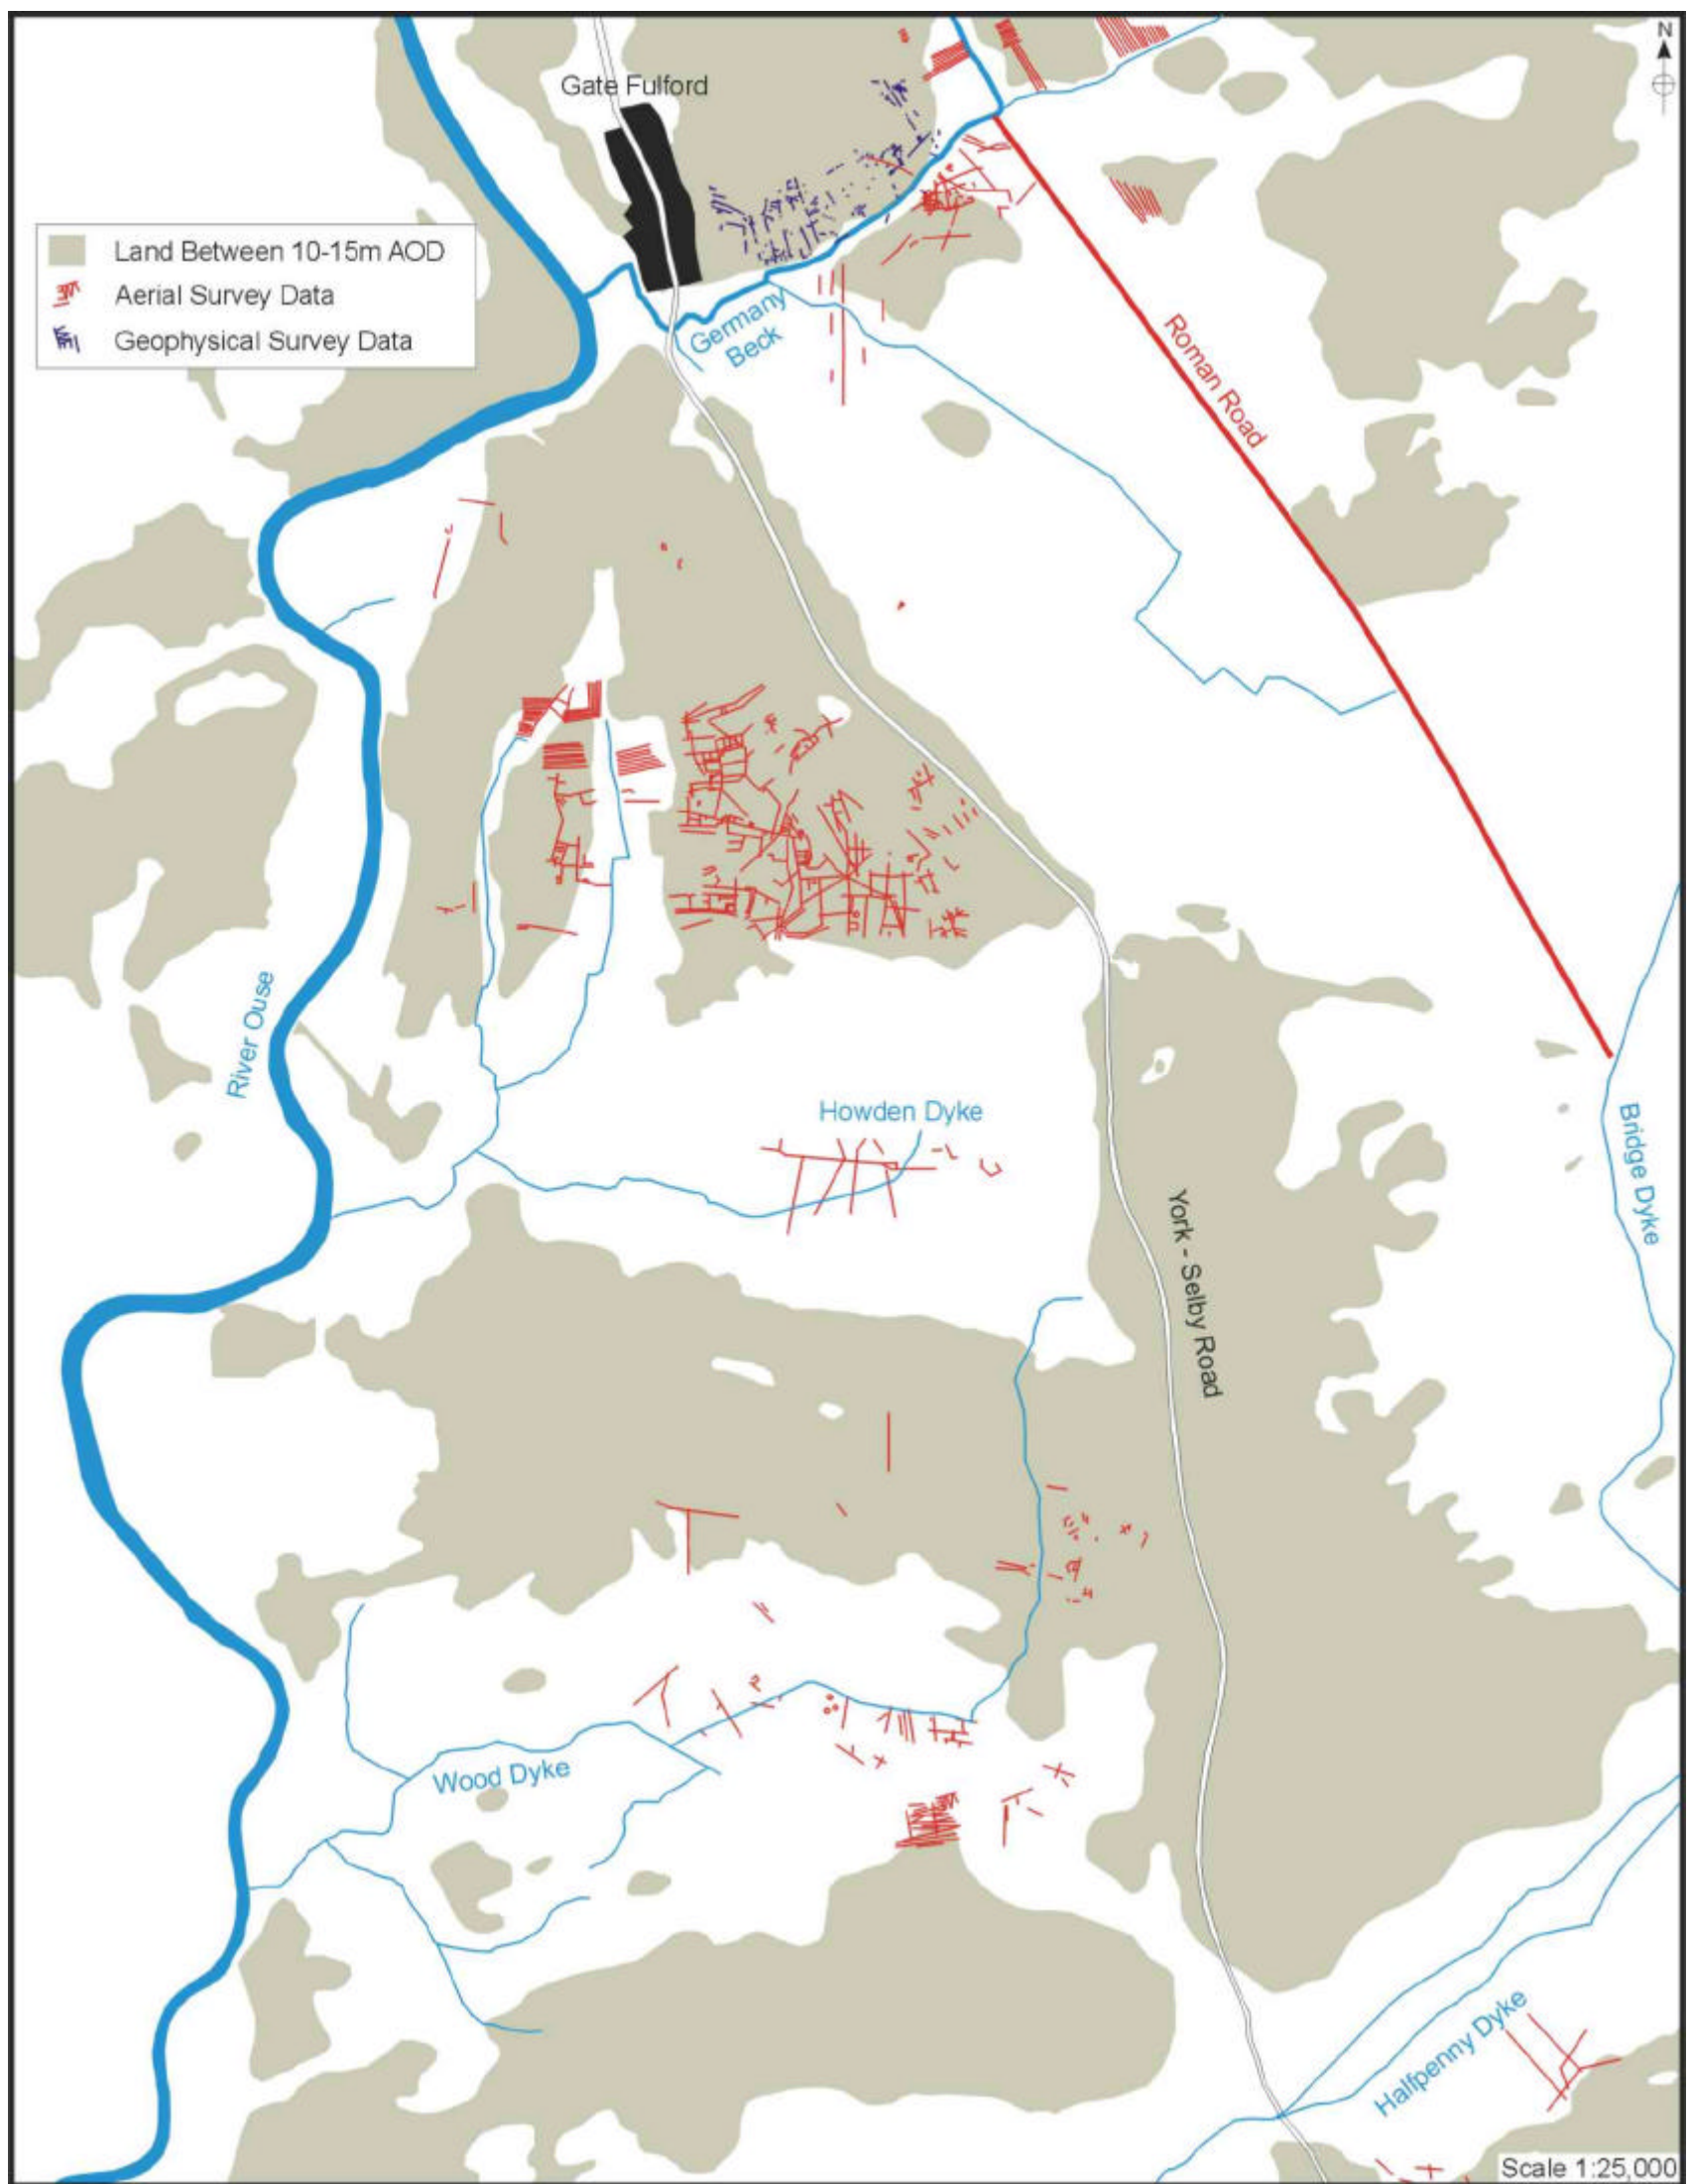 N
Gate Fulford
Land Between 10-15m AOD
Aerial Survey Data
Geophysical Survey Data
Germany
Beck
Roman Road
River Ouse
Howden Dyke
Bridge Dyke
York - Selby Road
Wood Dyke
Halfpenny Dyke
Scale 1:25,000